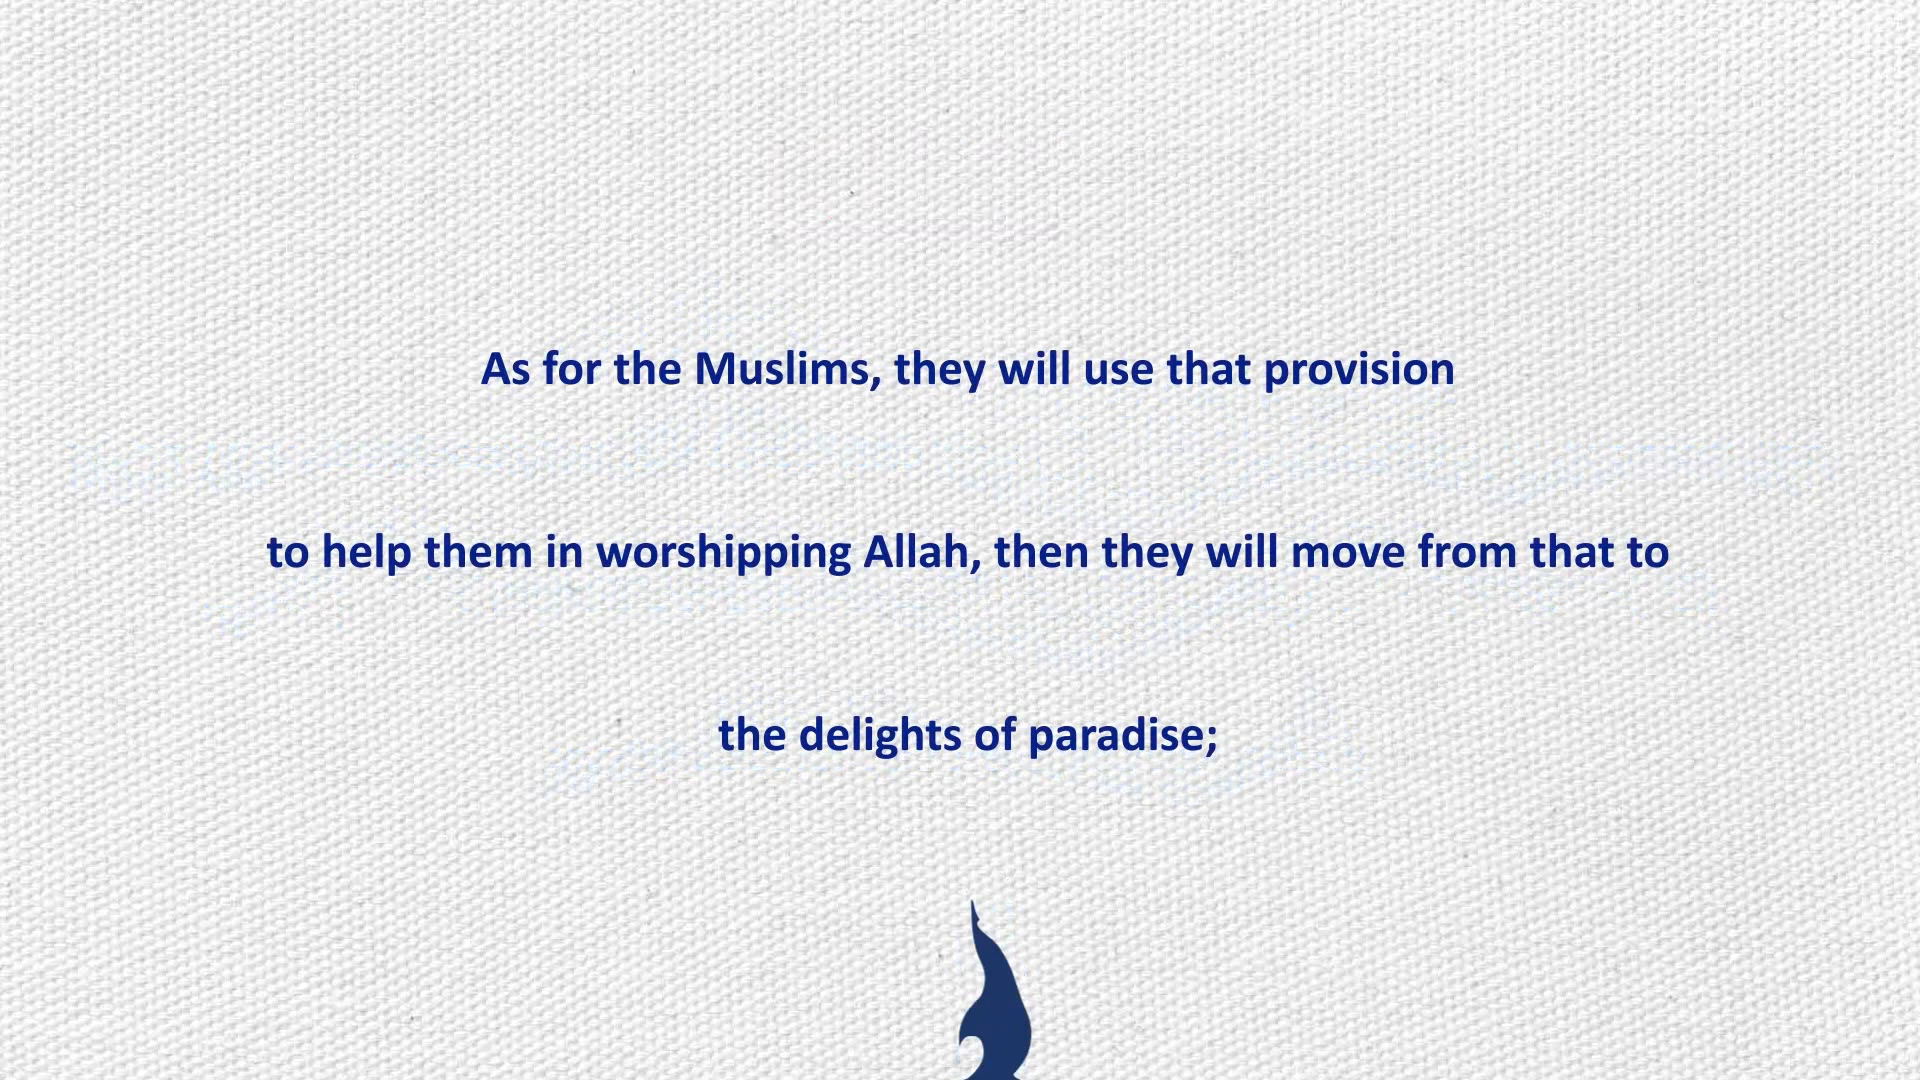 As for the Muslims, they will use that provision
to help them in worshipping Allah, then they will move from that to
the delights of paradise;